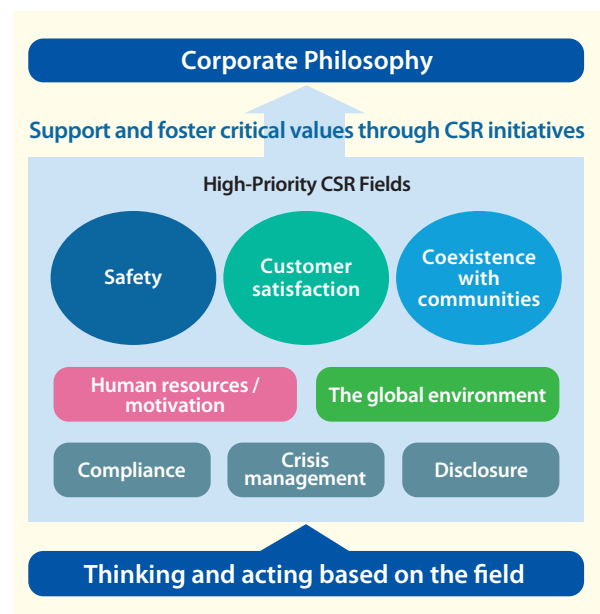 Corporate Philosophy
Support and foster critical values through CSR initiatives
High-Priority CSR Fields
Safety
Customer
satisfaction
Coexistence
with
communities
Human resources /
motivation
The global environment
Compliance
Crisis
management
Disclosure
Thinking and acting based on the field